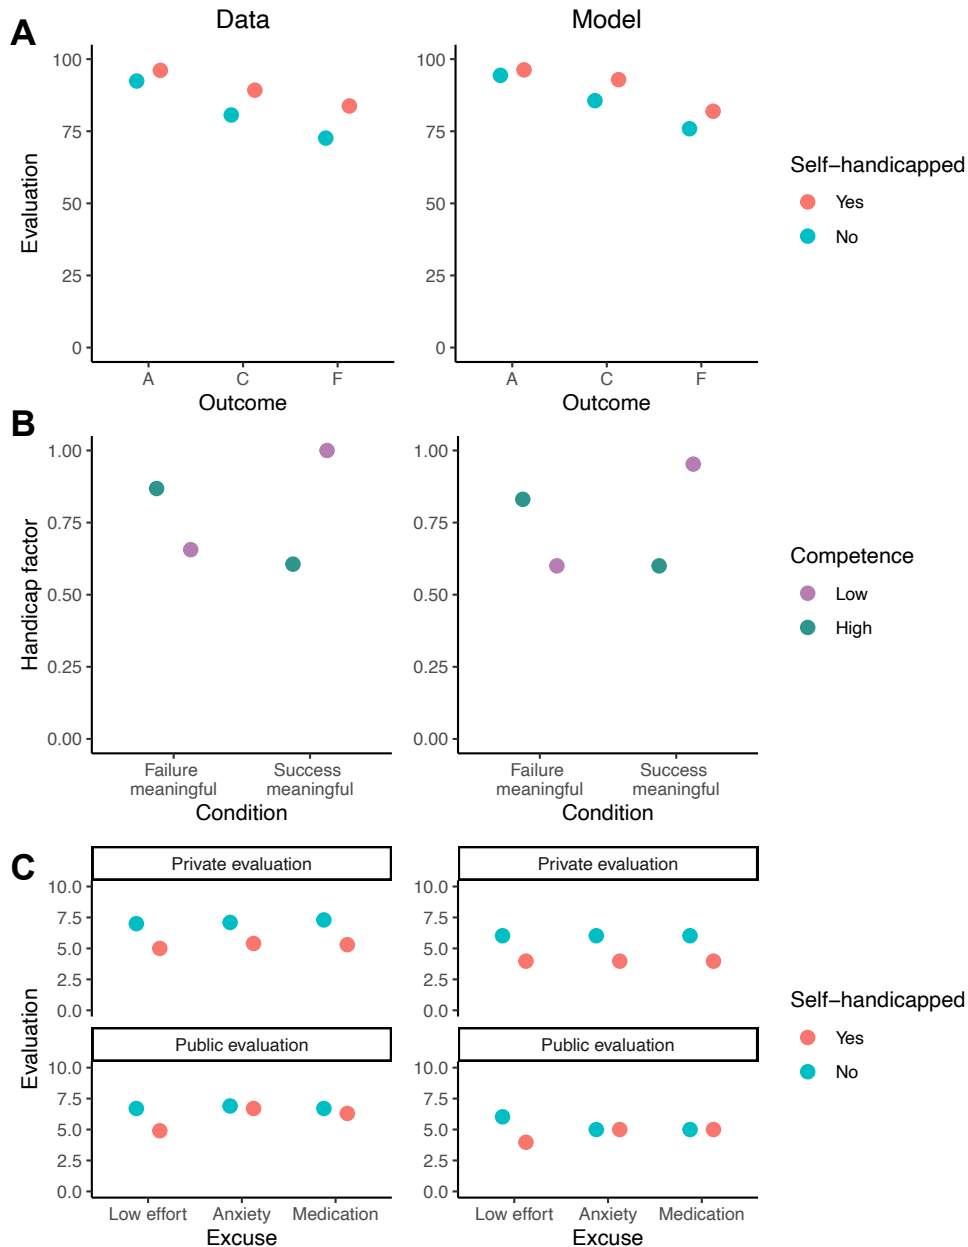 A
Data
Model
100
75
50
25
0
Evaluation
A
C
F
Outcome
A
C
F
Outcome
100
75
50
25
0
Self−handicapped
Yes
No
B
1.00
0.75
0.50
0.25
0.00
Handicap factor
Failure
meaningful
Success
meaningful
Condition
1.00
0.75
0.50
0.25
0.00
Failure
meaningful
Success
meaningful
Condition
Competence
Low
High
C
Private evaluation
10.0
7.5
5.0
2.5
0.0
Public evaluation
10.0
7.5
5.0
2.5
0.0
Evaluation
Low effort
Anxiety
Medication
Excuse
Private evaluation
10.0
7.5
5.0
2.5
0.0
Public evaluation
10.0
7.5
5.0
2.5
0.0
Low effort
Anxiety
Medication
Excuse
Self−handicapped
Yes
No